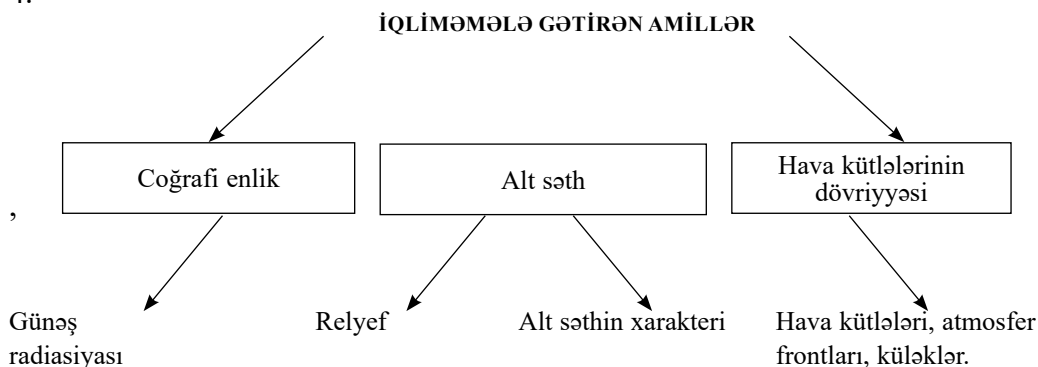 İQLİMƏMƏLƏ GƏTİRƏN AMİLLƏR
Coğrafi enlik
Alt səth
Hava kütlələrinin
dövriyyəsi
,
Günəş
radiasiyası
Relyef
Alt səthin xarakteri
Hava kütlələri, atmosfer
frontları, küləklər.